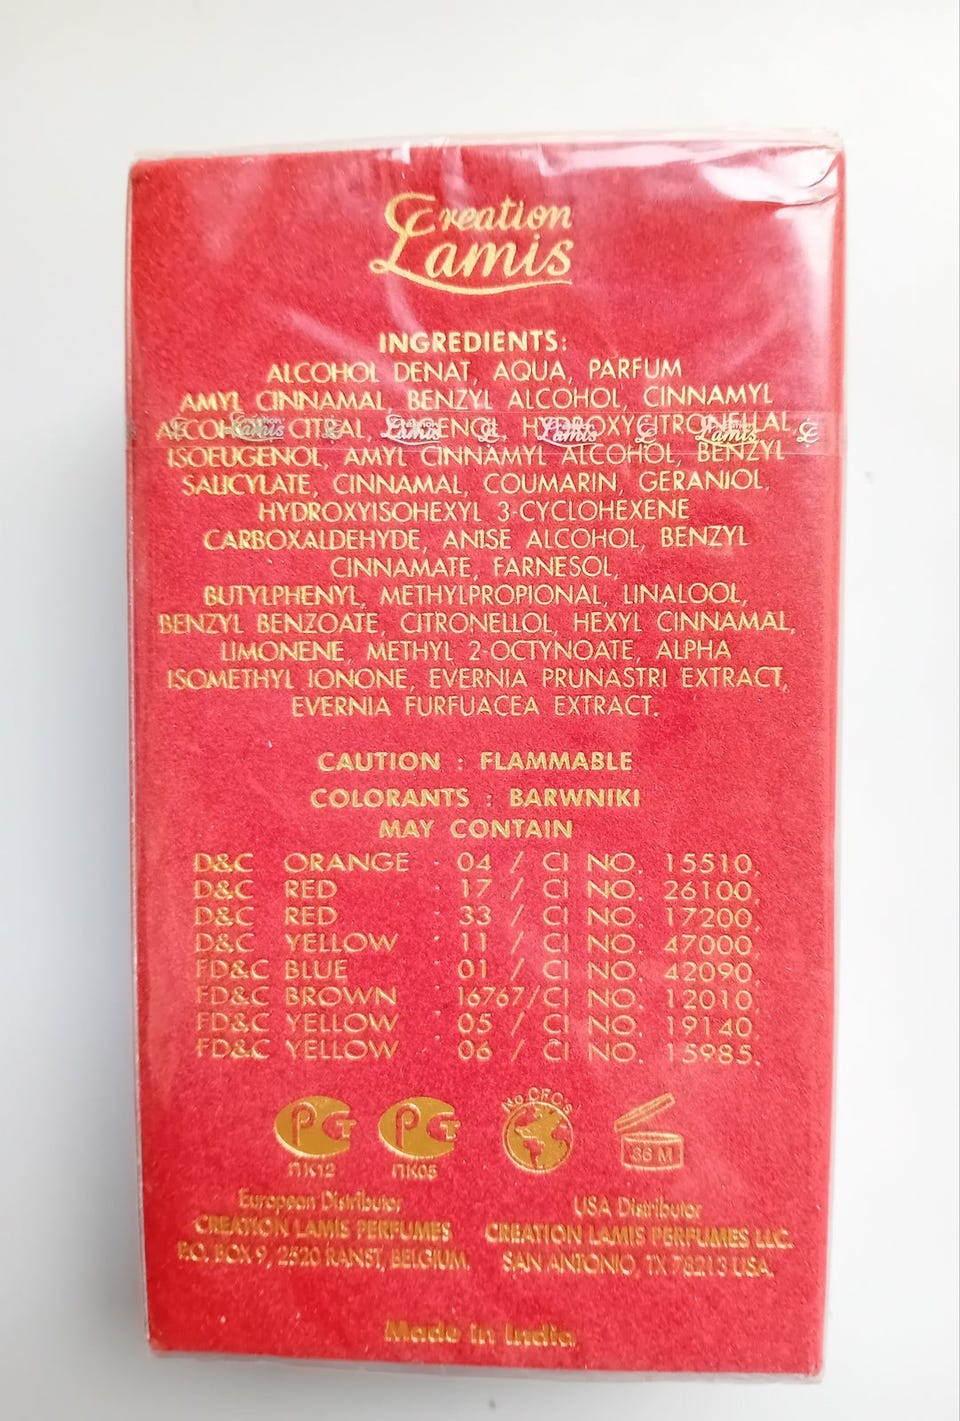 Creation
Lamis
INGREDIENTS:
ALCOHOL DENAT, AQUA, PARFUM
AMYL CINNAMAL, BENZYL ALCOHOL, CINNAMYL
ALCOHOL, CITRAL, EUGENOL, HYDROXYCITRONELLAL,
ISOEUGENOL, AMYL CINNAMYL ALCOHOL, BENZYL
SALICYLATE, CINNAMAL, COUMARIN, GERANIOL,
HYDROXYISOHEXYL 3-CYCLOHEXENE
CARBOXALDEHYDE, ANISE ALCOHOL, BENZYL
CINNAMATE, FARNESOL,
BUTYLPHENYL, METHYLPROPIONAL, LINALOOL,
BENZYL BENZOATE, CITRONELLOL, HEXYL CINNAMAL,
LIMONENE, METHYL 2-OCTYNOATE, ALPHA
ISOMETHYL IONONE, EVERNIA PRUNASTRI EXTRACT,
EVERNIA FURFUACEA EXTRACT.
CAUTION : FLAMMABLE
COLORANTS : BARWNIKI
MAY CONTAIN
D&C ORANGE · 04 / CI NO. 15510,
D&C RED · 17 / CI NO. 26100,
D&C RED · 33 / CI NO. 17200,
D&C YELLOW · 11 / CI NO. 47000,
FD&C BLUE · 01 / CI NO. 42090,
FD&C BROWN · 16767/CI NO. 12010,
FD&C YELLOW · 05 / CI NO. 19140,
FD&C YELLOW · 06 / CI NO. 15985.
No CFC's
36 M
ПК12 ПК05
European Distributor
CREATION LAMIS PERFUMES
P.O. BOX 9, 2520 RANST, BELGIUM.
USA Distributor
CREATION LAMIS PERFUMES LLC.
SAN ANTONIO, TX 78213 USA.
Made in India.